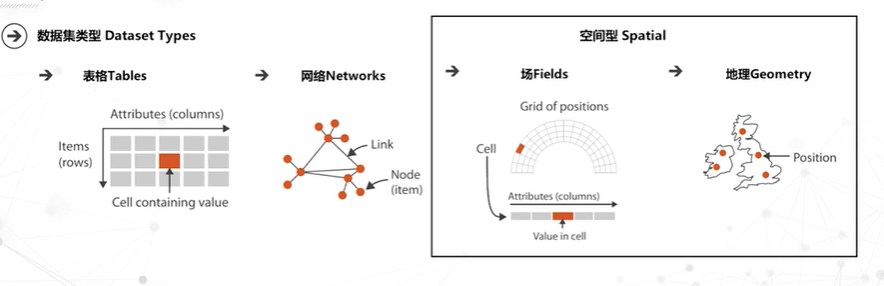 数据集类型 Dataset Types
表格Tables
Attributes (columns)
Items
(rows)
Cell containing value
网络Networks
Link
Node
(item)
空间型 Spatial
场Fields
Grid of positions
Cell
Attributes (columns)
Value in cell
地理Geometry
Position